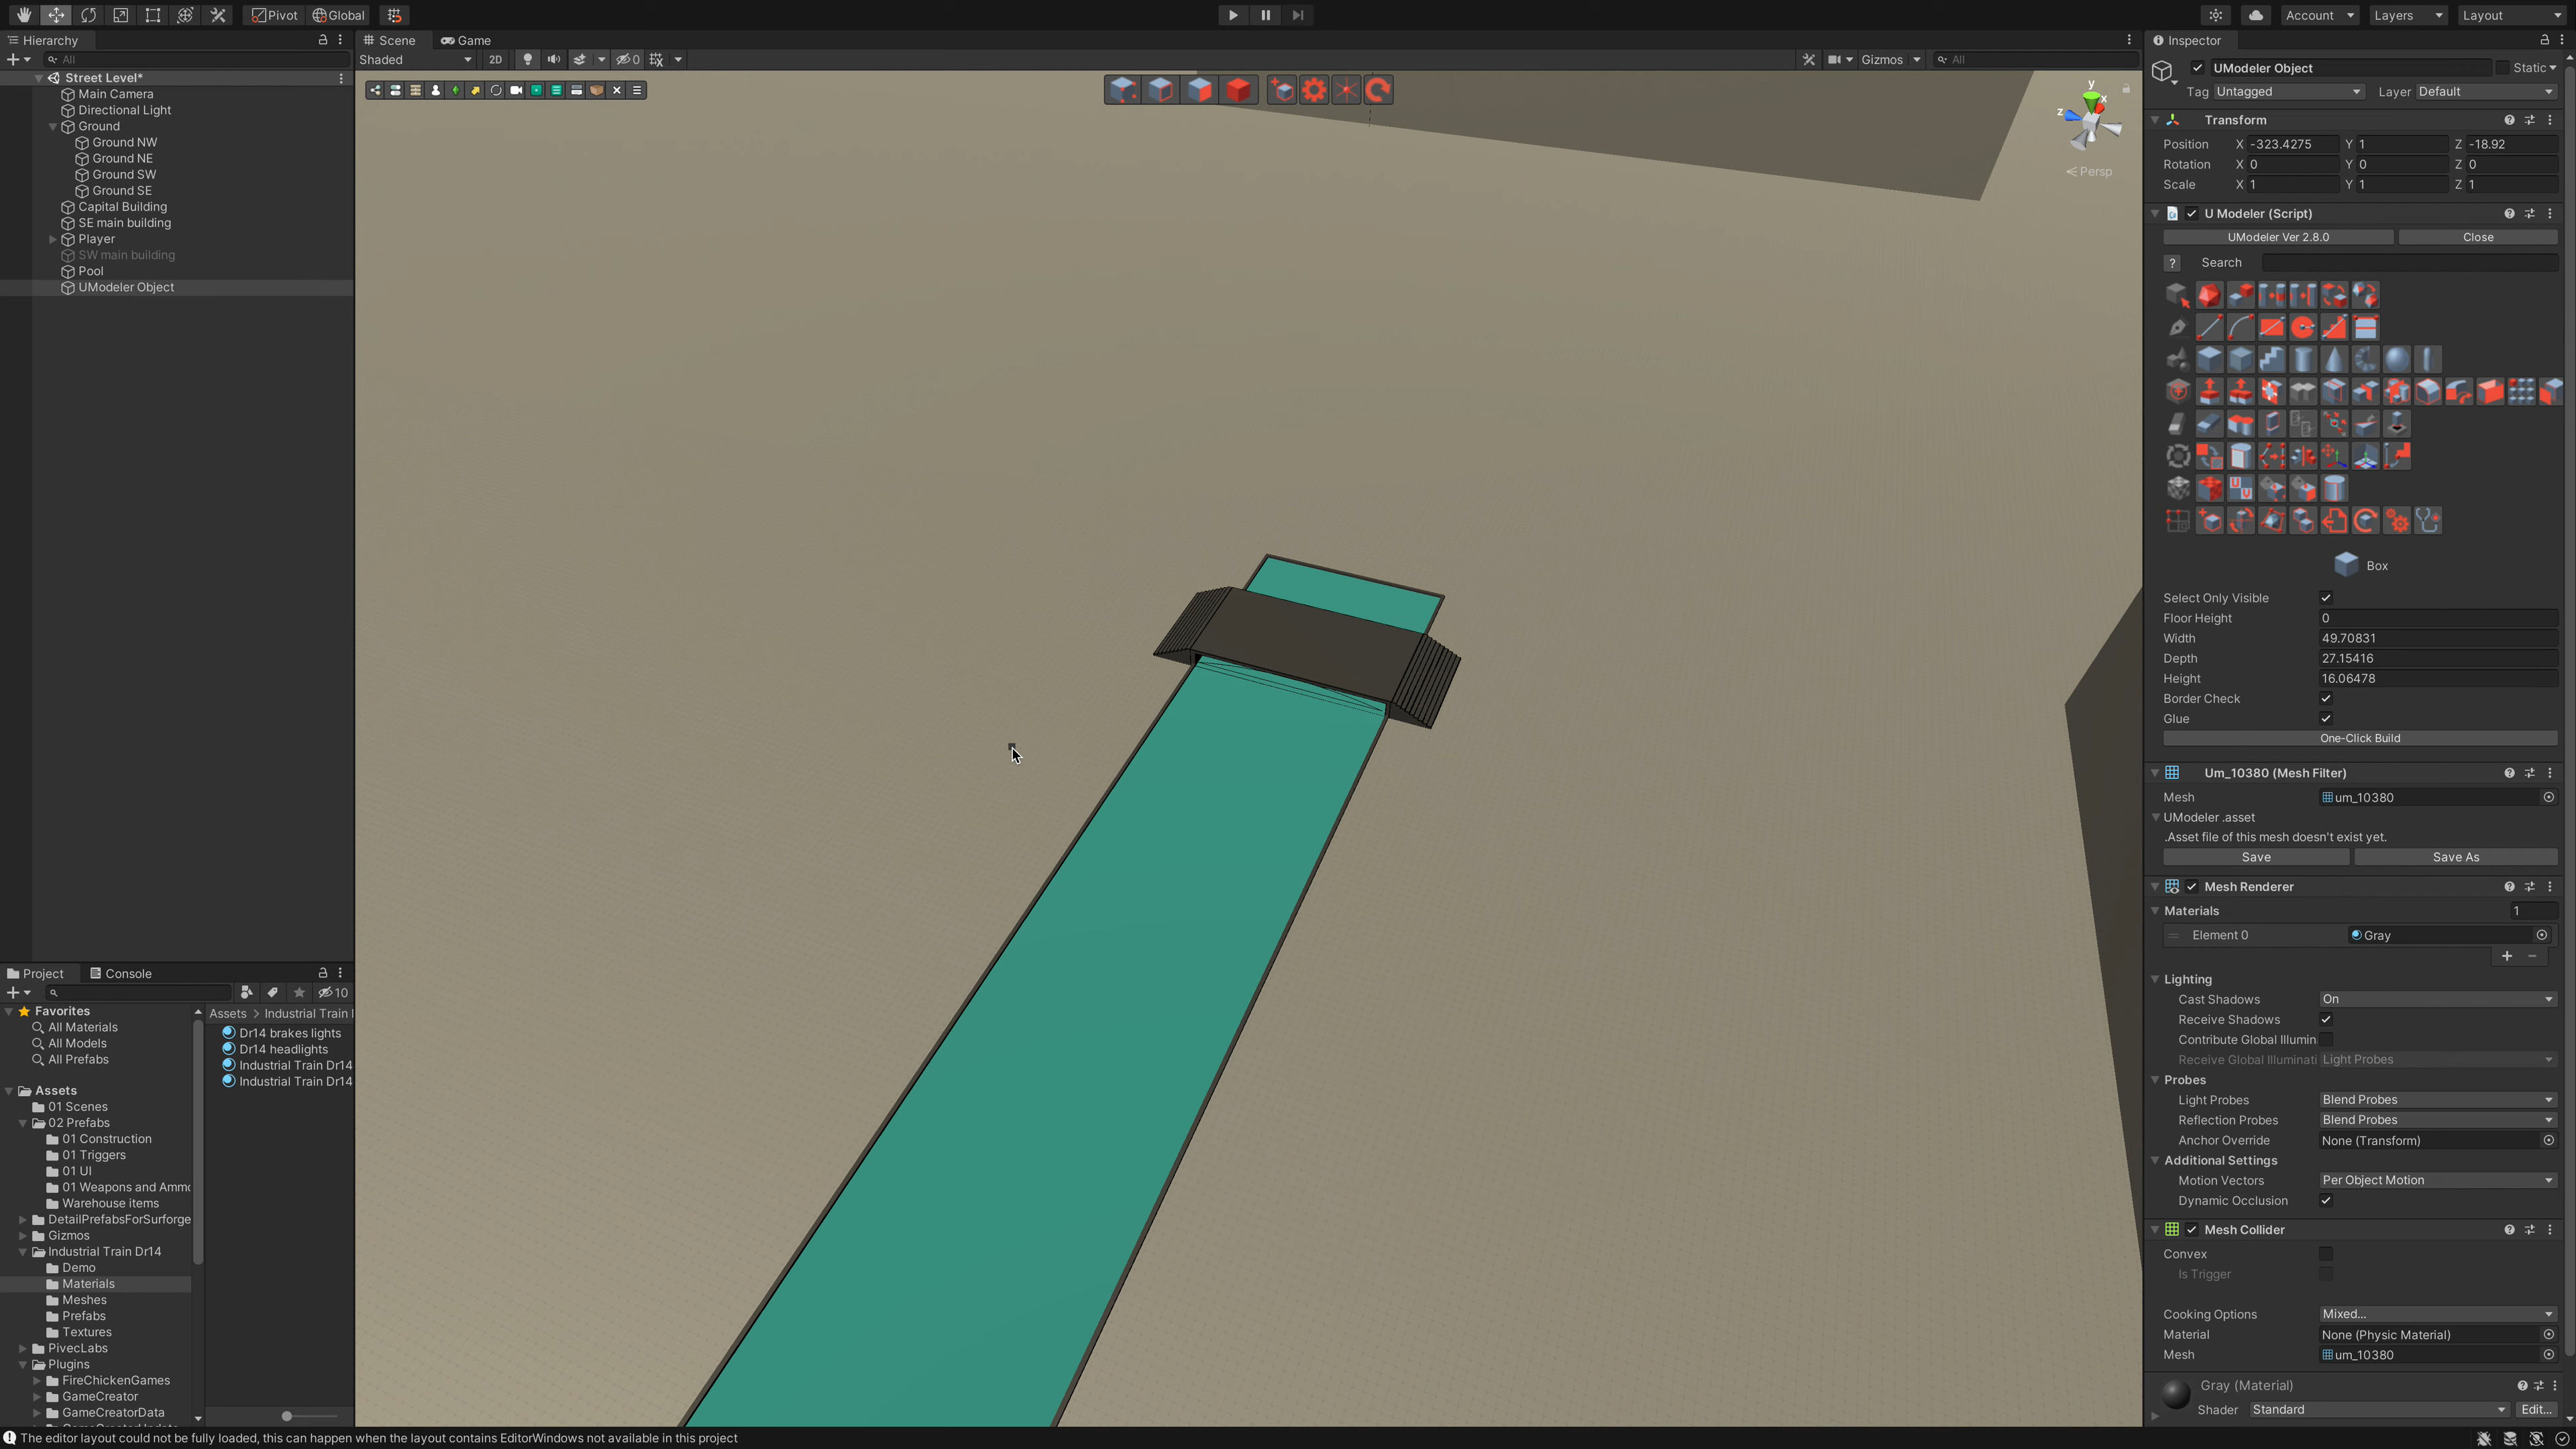 Pivot Global Account Layers Layout
Hierarchy
All
Street Level*
Main Camera
Directional Light
Ground
Ground NW
Ground NE
Ground SW
Ground SE
Capital Building
SE main building
Player
SW main building
Pool
UModeler Object
Project Console
10
Favorites
All Materials
All Models
All Prefabs
Assets
01 Scenes
02 Prefabs
01 Construction
01 Triggers
01 UI
01 Weapons and Ammo
Warehouse items
DetailPrefabsForSurforge
Gizmos
Industrial Train Dr14
Demo
Materials
Meshes
Prefabs
Textures
PivecLabs
Plugins
FireChickenGames
GameCreator
GameCreatorData
Assets > Industrial Train
Dr14 brakes lights
Dr14 headlights
Industrial Train Dr14
Industrial Train Dr14
Scene Game
Shaded 2D 0 Gizmos All
y
x
z
Persp
Inspector
UModeler Object Static
Tag Untagged Layer Default
Transform
Position X -323.4275 Y 1 Z -18.92
Rotation X 0 Y 0 Z 0
Scale X 1 Y 1 Z 1
U Modeler (Script)
UModeler Ver 2.8.0 Close
? Search
Box
Select Only Visible
Floor Height 0
Width 49.70831
Depth 27.15416
Height 16.06478
Border Check
Glue
One-Click Build
Um_10380 (Mesh Filter)
Mesh um_10380
UModeler .asset
.Asset file of this mesh doesn't exist yet.
Save Save As
Mesh Renderer
Materials 1
Element 0 Gray
Lighting
Cast Shadows On
Receive Shadows
Contribute Global Illumin
Receive Global Illuminati Light Probes
Probes
Light Probes Blend Probes
Reflection Probes Blend Probes
Anchor Override None (Transform)
Additional Settings
Motion Vectors Per Object Motion
Dynamic Occlusion
Mesh Collider
Convex
Is Trigger
Cooking Options Mixed...
Material None (Physic Material)
Mesh um_10380
Gray (Material)
Shader Standard Edit...
The editor layout could not be fully loaded, this can happen when the layout contains EditorWindows not available in this project